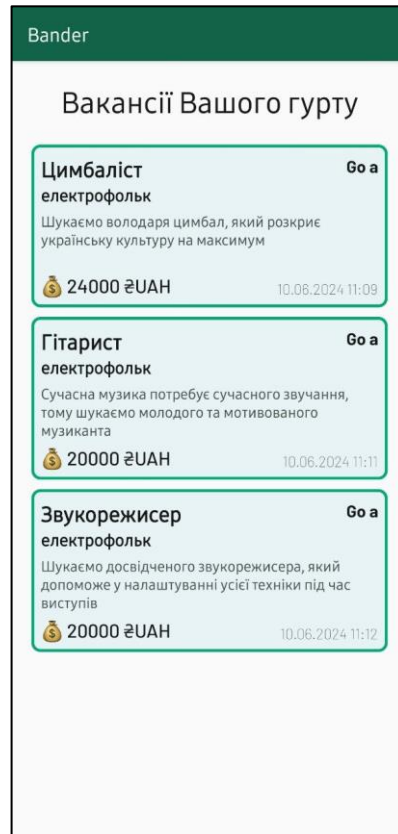 Bander
Вакансії Вашого гурту
Цимбаліст
Go a
електрофольк
Шукаємо володаря цимбал, який розкриє
українську культуру на максимум
24000 ₴UAH
10.06.2024 11:09
Гітарист
Go a
електрофольк
Сучасна музика потребує сучасного звучання,
тому шукаємо молодого та мотивованого
музиканта
20000 ₴UAH
10.06.2024 11:11
Звукорежисер
Go a
електрофольк
Шукаємо досвідченого звукорежисера, який
допоможе у налаштуванні усієї техніки під час
виступів
20000 ₴UAH
10.06.2024 11:12